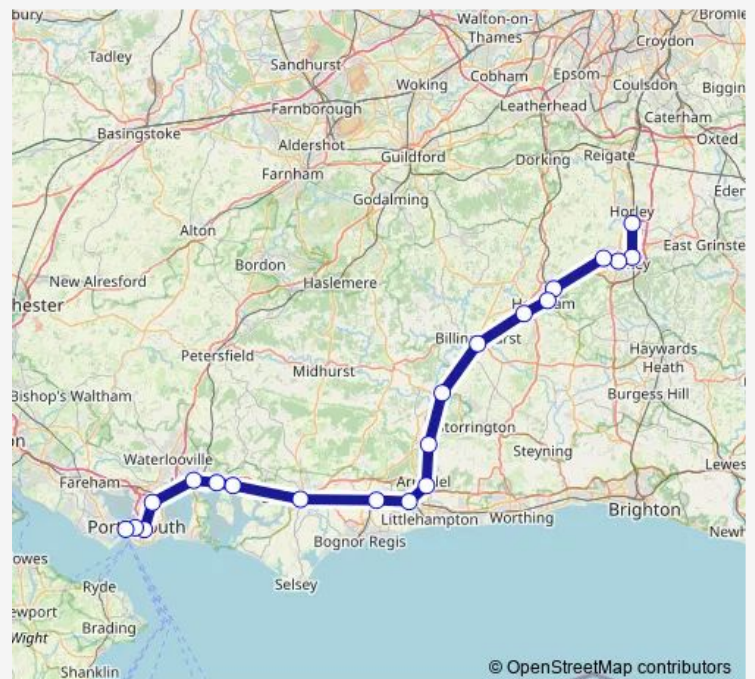 bury
Walton-on-
Thames
Bromle
Croydon
Tadley
Sandhurst
Woking
Cobham
Epsom
Coulsdon
Biggin
Farnborough
Leatherhead
Caterham
Basingstoke
Aldershot
Guildford
Dorking
Reigate
Oxted
Farnham
Eden
Godalming
Horley
Alton
East Grinste
Bordon
Haslemere
New Alresford
hester
Petersfield
Midhurst
Haywards
Heath
Bishop's Waltham
Burgess Hill
Storrington
Steyning
Waterlooville
Lewes
Fareham
Brighton
Littlehampton
Worthing
Bognor Regis
Newh
Selsey
owes
Ryde
ewport
Brading
Wight
Shanklin
© OpenStreetMap contributors